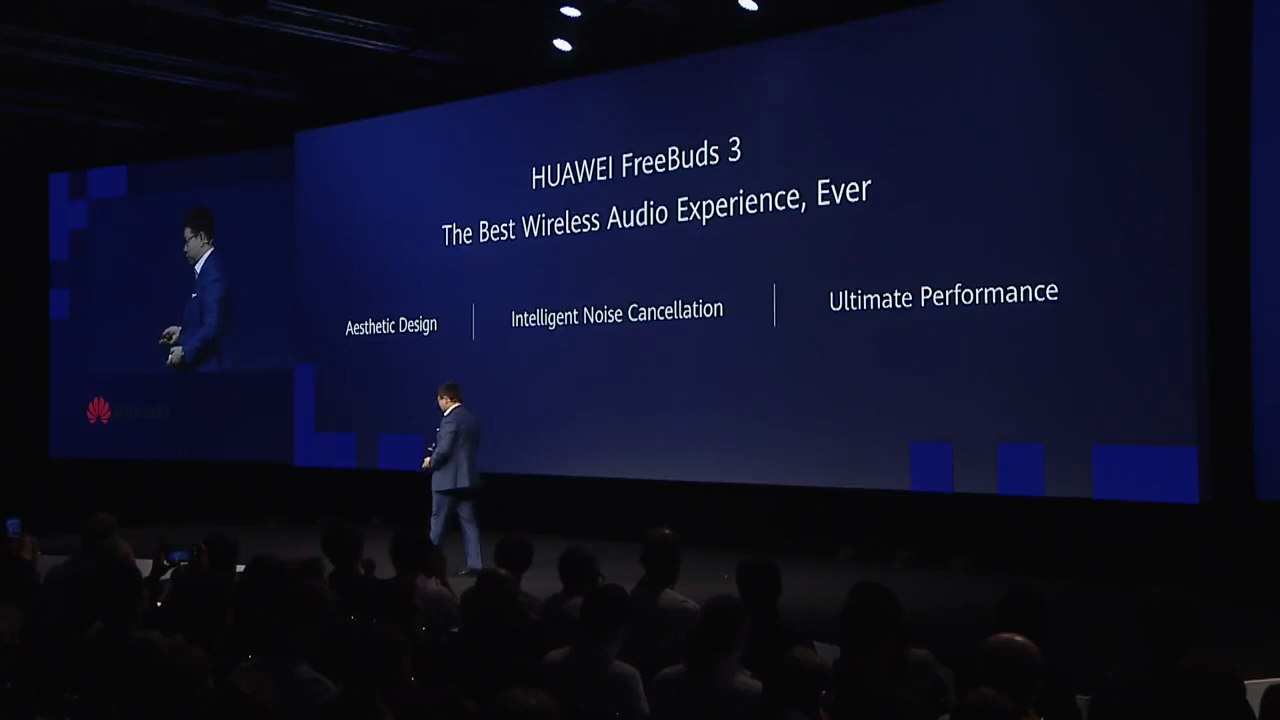 HUAWEI FreeBuds 3
The Best Wireless Audio Experience, Ever
Aesthetic Design
Intelligent Noise Cancellation
Ultimate Performance